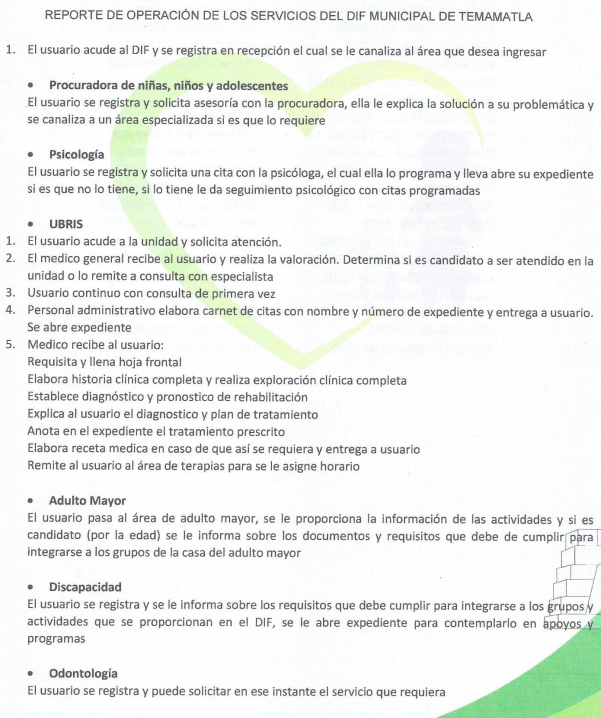 REPORTE DE OPERACIÓN DE LOS SERVICIOS DEL DIF MUNICIPAL DE TEMAMATLA
1. El usuario acude al DIF y se registra en recepción el cual se le canaliza al área que desea ingresar
• Procuradora de niñas, niños y adolescentes
El usuario se registra y solicita asesoría con la procuradora, ella le explica la solución a su problemática y
se canaliza a un área especializada si es que lo requiere
• Psicología
El usuario se registra y solicita una cita con la psicóloga, el cual ella lo programa y lleva abre su expediente
si es que no lo tiene, si lo tiene le da seguimiento psicológico con citas programadas
• UBRIS
1. El usuario acude a la unidad y solicita atención.
2. El medico general recibe al usuario y realiza la valoración. Determina si es candidato a ser atendido en la
unidad o lo remite a consulta con especialista
3. Usuario continuo con consulta de primera vez
4. Personal administrativo elabora carnet de citas con nombre y número de expediente y entrega a usuario.
Se abre expediente
5. Medico recibe al usuario:
Requisita y llena hoja frontal
Elabora historia clínica completa y realiza exploración clínica completa
Establece diagnóstico y pronostico de rehabilitación
Explica al usuario el diagnostico y plan de tratamiento
Anota en el expediente el tratamiento prescrito
Elabora receta medica en caso de que así se requiera y entrega a usuario
Remite al usuario al área de terapias para se le asigne horario
• Adulto Mayor
El usuario pasa al área de adulto mayor, se le proporciona la información de las actividades y si es
candidato (por la edad) se le informa sobre los documentos y requisitos que debe de cumplir para
integrarse a los grupos de la casa del adulto mayor
• Discapacidad
El usuario se registra y se le informa sobre los requisitos que debe cumplir para integrarse a los grupos y
actividades que se proporcionan en el DIF, se le abre expediente para contemplarlo en apoyos y
programas
• Odontología
El usuario se registra y puede solicitar en ese instante el servicio que requiera